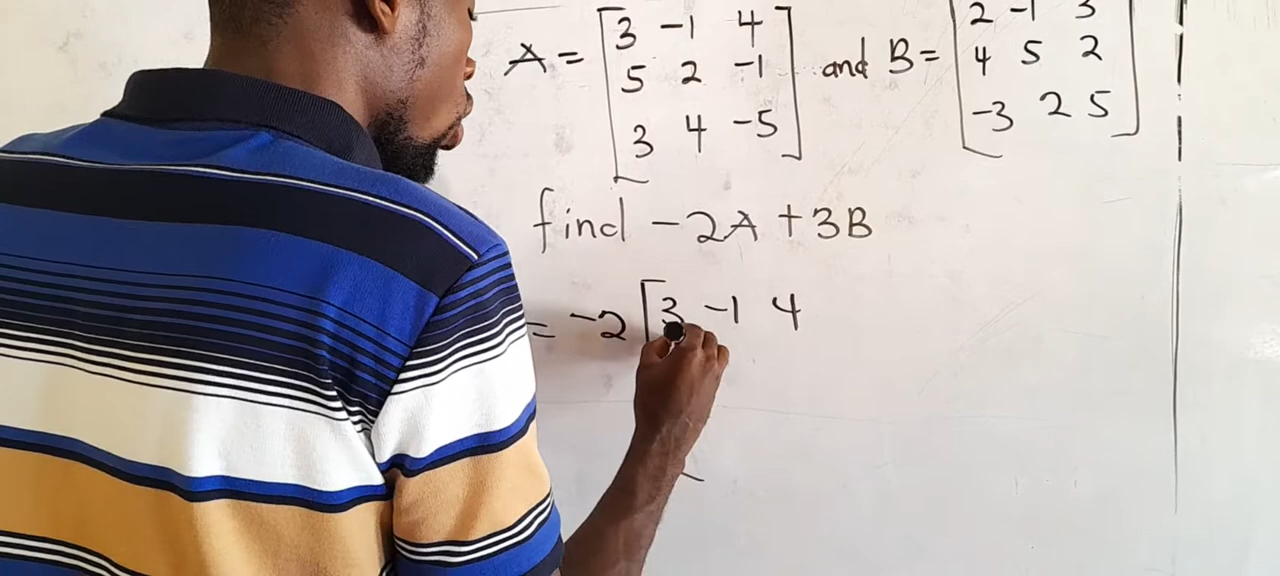 A = [3 -1 4
5 2 -1
3 4 -5] and B = [2 -1 3
4 5 2
-3 2 5]
find -2A + 3B
= -2 [3 -1 4